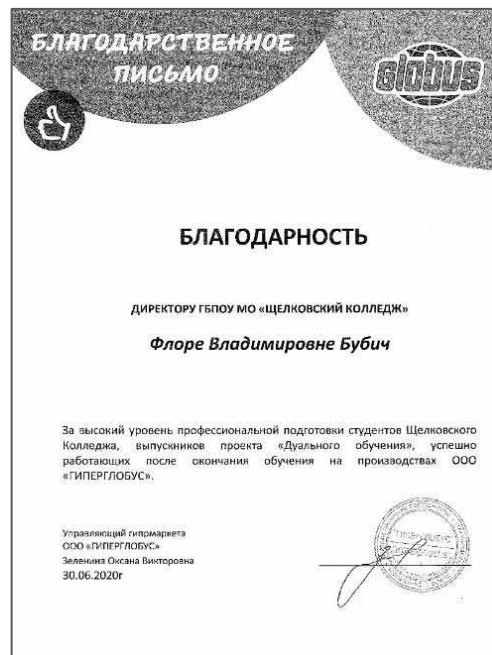 БЛАГОДАРСТВЕННОЕ
ПИСЬМО
Globus
БЛАГОДАРНОСТЬ
ДИРЕКТОРУ ГБПОУ МО «ЩЕЛКОВСКИЙ КОЛЛЕДЖ»
Флоре Владимировне Бубич
За высокий уровень профессиональной подготовки студентов Щелковского
Колледжа, выпускников проекта «Дуального обучения», успешно
работающих после окончания обучения на производствах ООО
«ГИПЕРГЛОБУС».
Управляющий гипрмаркета
ООО «ГИПЕРГЛОБУС»
Зеленина Оксана Викторовна
30.06.2020г